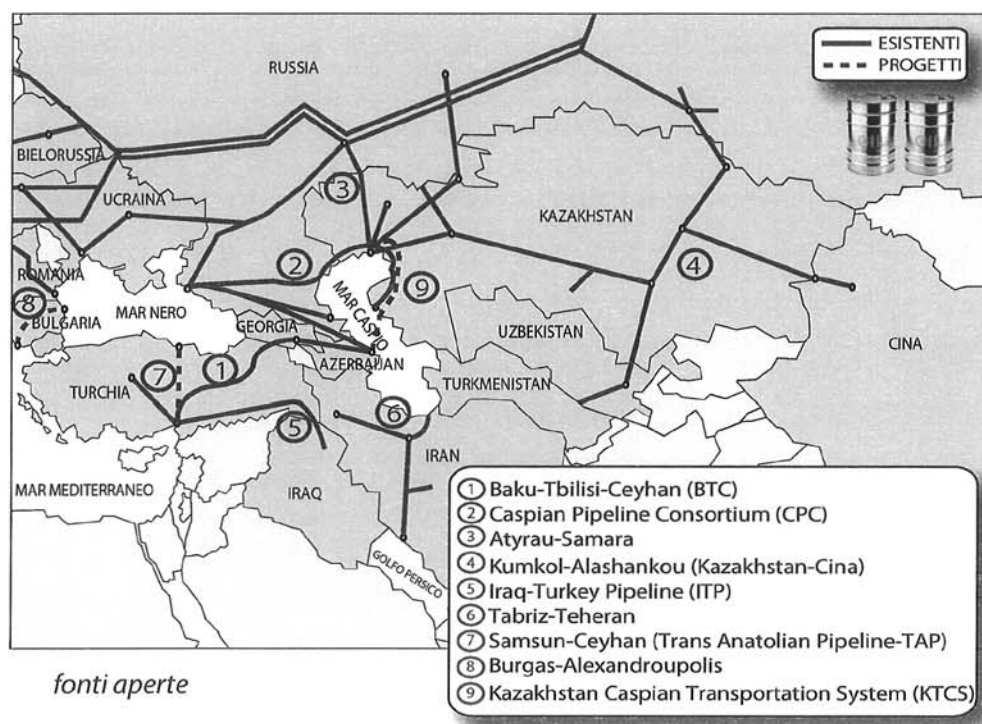 ESISTENTI
PROGETTI
RUSSIA
BIELORUSSIA
3
UCRAINA
KAZAKHSTAN
2
4
ROMANIA
9
8
MAR NERO
MAR CASPIO
BULGARIA
GEORGIA
UZBEKISTAN
AZERBAIJAN
CINA
7
1
TURCHIA
TURKMENISTAN
6
5
IRAN
MAR MEDITERRANEO
IRAQ
GOLFO PERSICO
1 Baku-Tbilisi-Ceyhan (BTC)
2 Caspian Pipeline Consortium (CPC)
3 Atyrau-Samara
4 Kumkol-Alashankou (Kazakhstan-Cina)
5 Iraq-Turkey Pipeline (ITP)
6 Tabriz-Teheran
7 Samsun-Ceyhan (Trans Anatolian Pipeline-TAP)
8 Burgas-Alexandroupolis
9 Kazakhstan Caspian Transportation System (KTCS)
fonti aperte